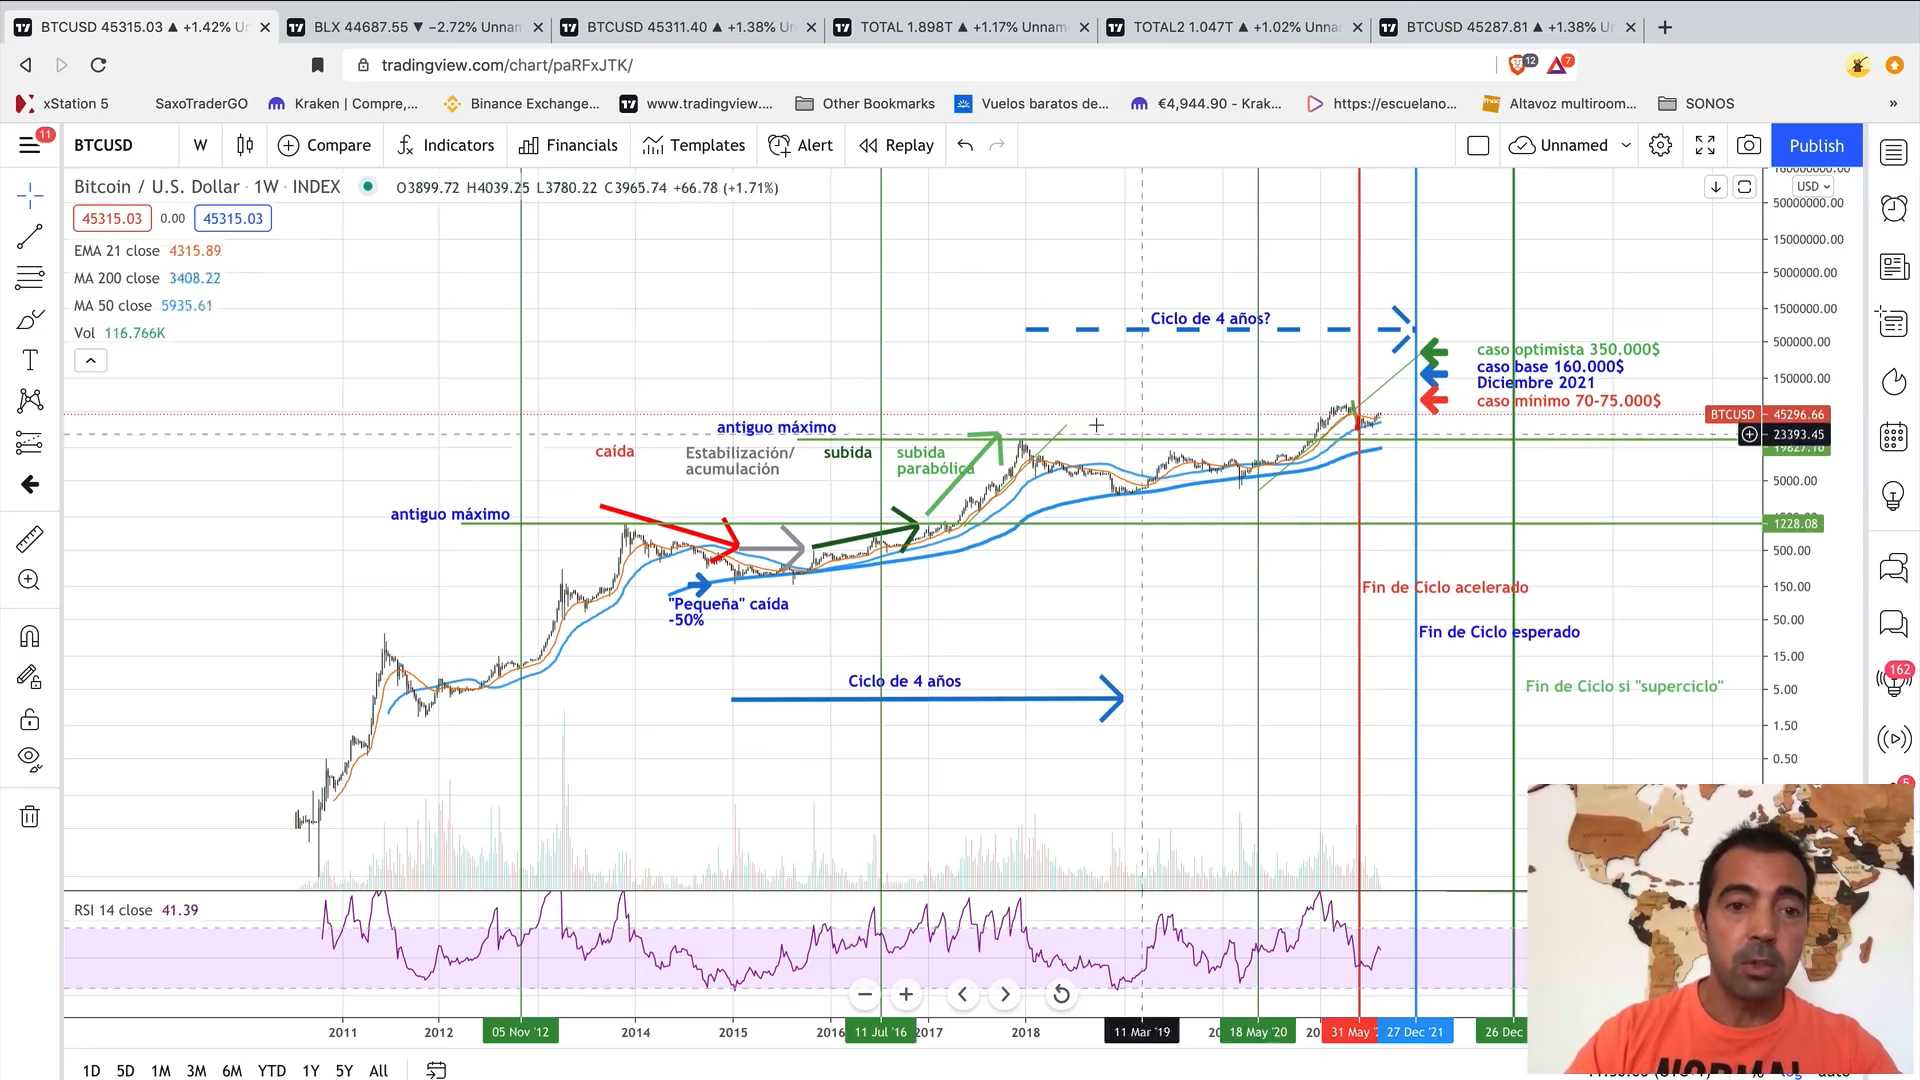 BTCUSD 45315.03 ▲ +1.42% Ur
BLX 44687.55 ▼ −2.72% Unnan
BTCUSD 45311.40 ▲ +1.38% Ur
TOTAL 1.898T ▲ +1.17% Unnam
TOTAL2 1.047T ▲ +1.02% Unna
BTCUSD 45287.81 ▲ +1.38% Ur
tradingview.com/chart/paRFxJTK/
12
7
xStation 5
SaxoTraderGO
Kraken | Compre,...
Binance Exchange...
www.tradingview....
Other Bookmarks
Vuelos baratos de...
€4,944.90 - Krak...
https://escuelano...
Altavoz multiroom...
SONOS
»
11
BTCUSD
W
Compare
Indicators
Financials
Templates
Alert
Replay
Unnamed
Publish
Bitcoin / U.S. Dollar · 1W · INDEX
O3899.72 H4039.25 L3780.22 C3965.74 +66.78 (+1.71%)
USD
45315.03
0.00
45315.03
EMA 21 close 4315.89
MA 200 close 3408.22
MA 50 close 5935.61
Vol 116.766K
50000000.00
15000000.00
5000000.00
1500000.00
500000.00
150000.00
BTCUSD 45296.66
23393.45
5000.00
1228.08
500.00
150.00
50.00
15.00
5.00
1.50
0.50
Ciclo de 4 años?
caso optimista 350.000$
caso base 160.000$
Diciembre 2021
caso mínimo 70-75.000$
antiguo máximo
caída
Estabilización/
acumulación
subida
subida
parabólica
antiguo máximo
"Pequeña" caída
-50%
Fin de Ciclo acelerado
Fin de Ciclo esperado
Ciclo de 4 años
Fin de Ciclo si "superciclo"
162
5
RSI 14 close 41.39
2011
2012
05 Nov '12
2014
2015
2016
11 Jul '16
2017
2018
11 Mar '19
18 May '20
31 May
27 Dec '21
26 Dec
1D 5D 1M 3M 6M YTD 1Y 5Y All